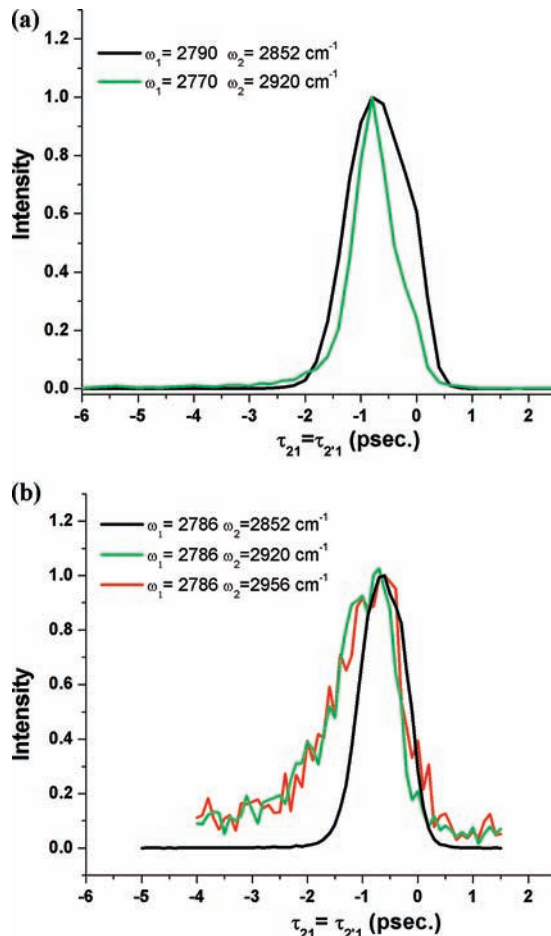 (a)
ω₁= 2790 ω₂= 2852 cm⁻¹
ω₁= 2770 ω₂= 2920 cm⁻¹
Intensity
1.2
1.0
0.8
0.6
0.4
0.2
0.0
-6 -5 -4 -3 -2 -1 0 1 2
τ₂₁=τ₂'₁ (psec.)
(b)
ω₁= 2786 ω₂=2852 cm⁻¹
ω₁= 2786 ω₂=2920 cm⁻¹
ω₁= 2786 ω₂=2956 cm⁻¹
Intensity
1.2
1.0
0.8
0.6
0.4
0.2
0.0
-6 -5 -4 -3 -2 -1 0 1 2
τ₂₁= τ₂'₁ (psec.)